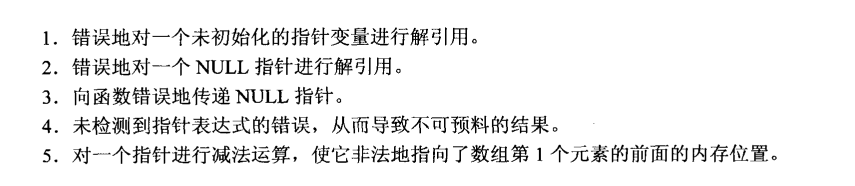 1．错误地对一个未初始化的指针变量进行解引用。
2．错误地对一个 NULL 指针进行解引用。
3．向函数错误地传递 NULL 指针。
4．未检测到指针表达式的错误，从而导致不可预料的结果。
5．对一个指针进行减法运算，使它非法地指向了数组第 1 个元素的前面的内存位置。